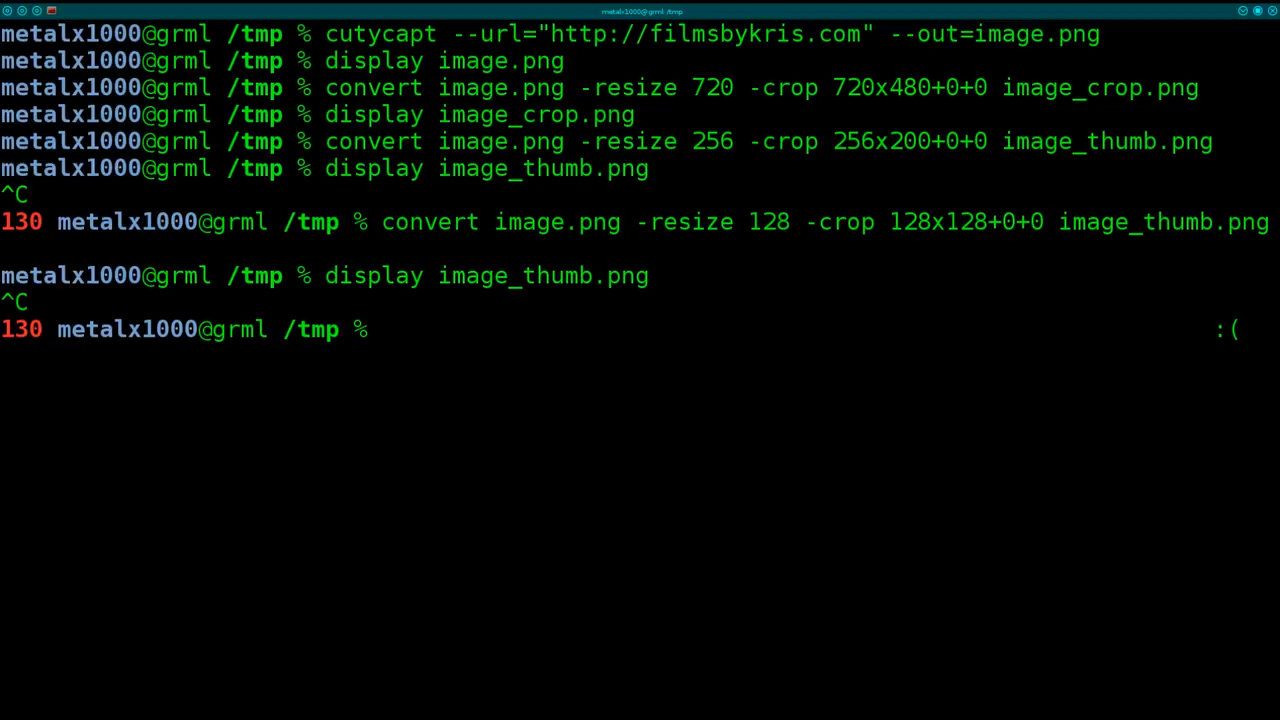 metalx1000@grml: /tmp
metalx1000@grml /tmp % cutycapt --url="http://filmsbykris.com" --out=image.png
metalx1000@grml /tmp % display image.png
metalx1000@grml /tmp % convert image.png -resize 720 -crop 720x480+0+0 image_crop.png
metalx1000@grml /tmp % display image_crop.png
metalx1000@grml /tmp % convert image.png -resize 256 -crop 256x200+0+0 image_thumb.png
metalx1000@grml /tmp % display image_thumb.png
^C
130 metalx1000@grml /tmp % convert image.png -resize 128 -crop 128x128+0+0 image_thumb.png
metalx1000@grml /tmp % display image_thumb.png
^C
130 metalx1000@grml /tmp % :(